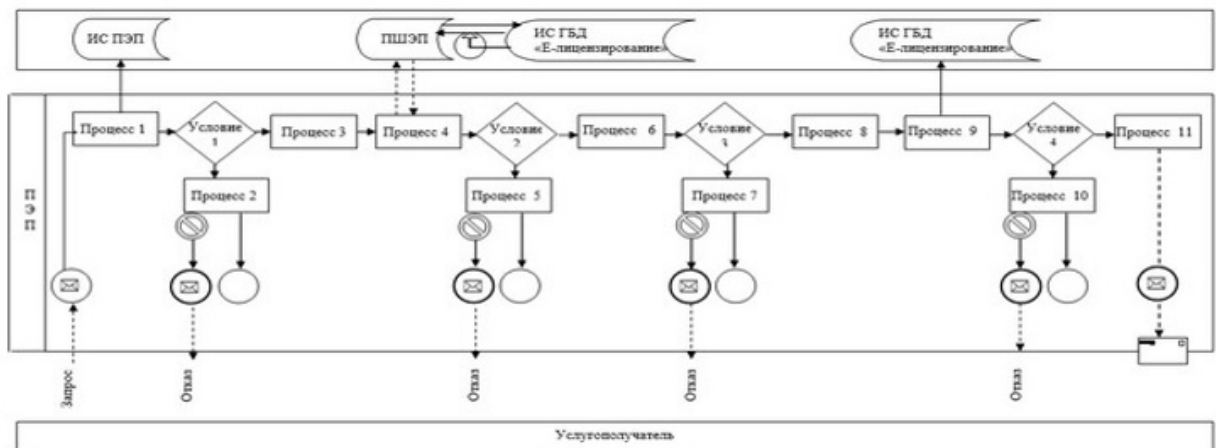 ИС ПЭП
ПШЭП
ИС ГБД
«Е-лицензирование»
ИС ГБД
«Е-лицензирование»
Процесс 1
Условие
1
Процесс 3
Процесс 4
Условие
2
Процесс 6
Условие
3
Процесс 8
Процесс 9
Условие
4
Процесс 11
Процесс 2
Процесс 5
Процесс 7
Процесс 10
ПЭП
Запрос
Отказ
Отказ
Отказ
Отказ
Услугополучатель